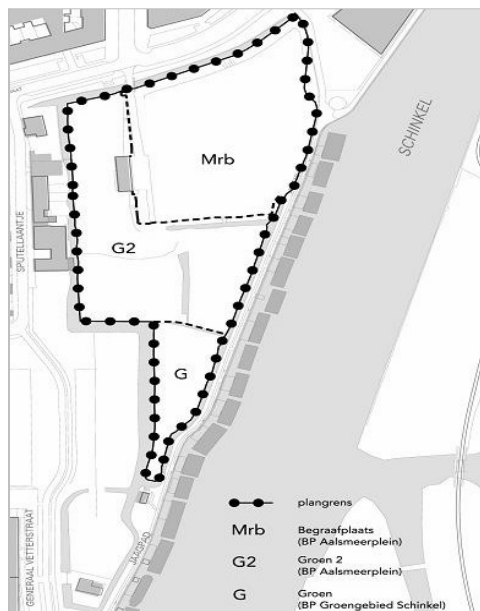 SCHINKEL
Mrb
SPIJTELLAANTJE
G2
G
GENERAAL VETTERSTRAAT
JAAGPAD
plangrens
Mrb Begraafplaats
(BP Aalsmeerplein)
G2 Groen 2
(BP Aalsmeerplein)
G Groen
(BP Groengebied Schinkel)